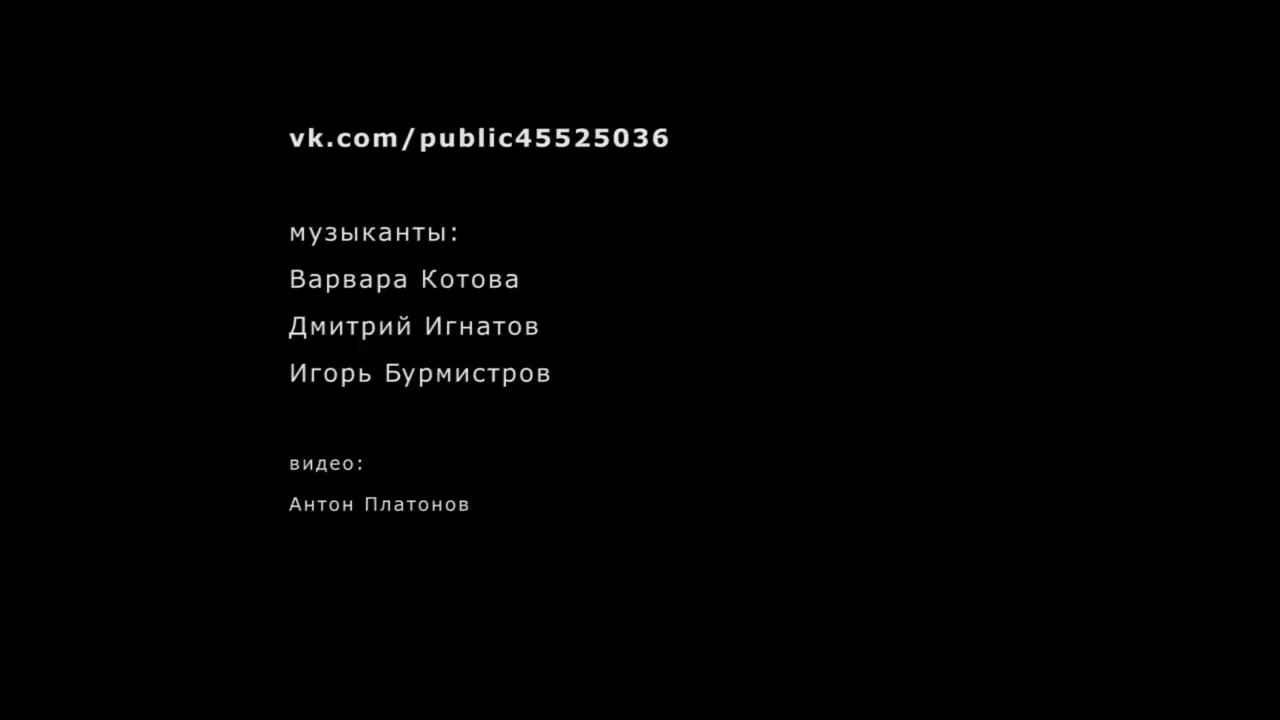 vk.com/public45525036
музыканты:
Варвара Котова
Дмитрий Игнатов
Игорь Бурмистров
видео:
Антон Платонов